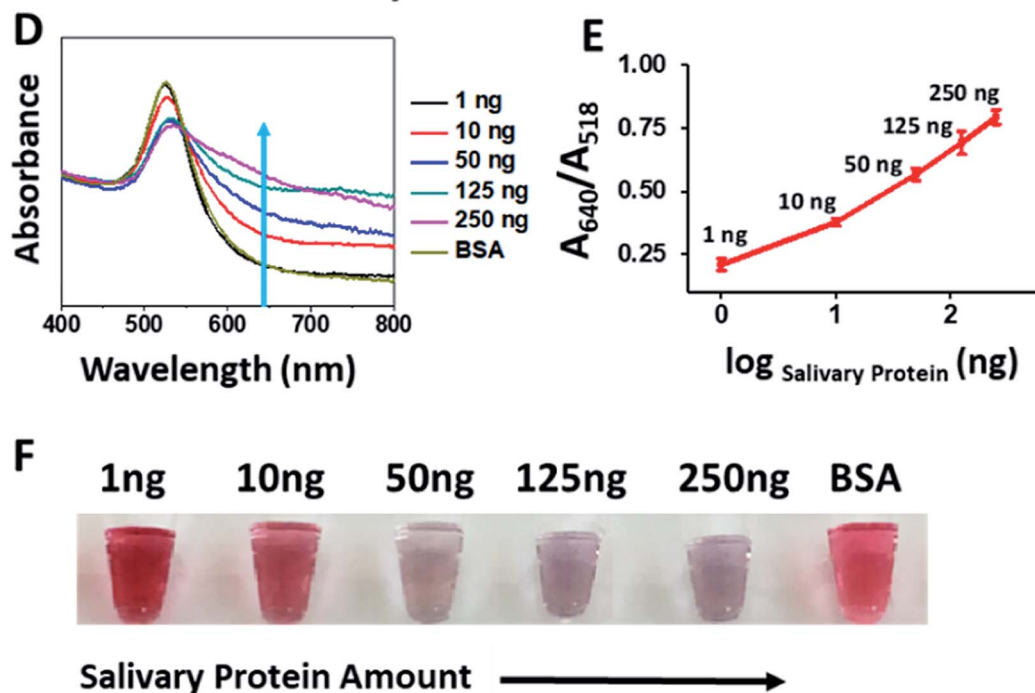 D
Absorbance
1 ng
10 ng
50 ng
125 ng
250 ng
BSA
400 500 600 700 800
Wavelength (nm)
E
A640/A518
1.00
0.75
0.50
0.25
1 ng
10 ng
50 ng
125 ng
250 ng
0 1 2
log Salivary Protein (ng)
F
1ng 10ng 50ng 125ng 250ng BSA
Salivary Protein Amount